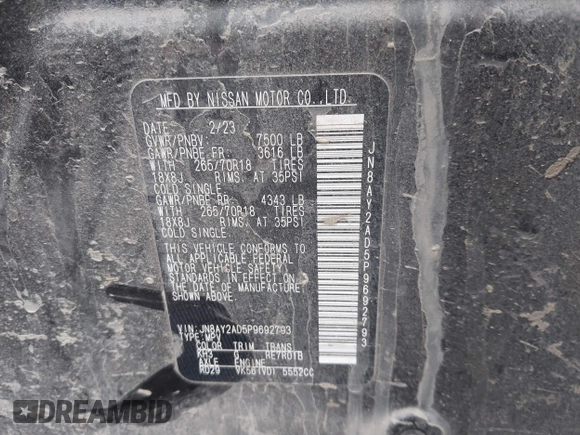 MFD BY NISSAN MOTOR CO.,LTD.
DATE 2/23
GVWR/PNBV 7500 LB
GAWR/PNBE FR 3616 LB
WITH 265/70R18 TIRES
18X8J RIMS, AT 35PSI
COLD SINGLE
GAWR/PNBE RR 4343 LB
WITH 265/70R18 TIRES
18X8J RIMS, AT 35PSI
COLD SINGLE
THIS VEHICLE CONFORMS TO
ALL APPLICABLE FEDERAL
MOTOR VEHICLE SAFETY
STANDARDS IN EFFECT ON
THE DATE OF MANUFACTURE
SHOWN ABOVE.
VIN: JN8AY2AD5P9692793
TYPE: MPV
COLOR TRIM TRANS
KH3 G RE7R01B
AXLE ENGINE
RD29 VK56(VD) 5552CC
JN8AY2AD5P9692793
DREAMBID